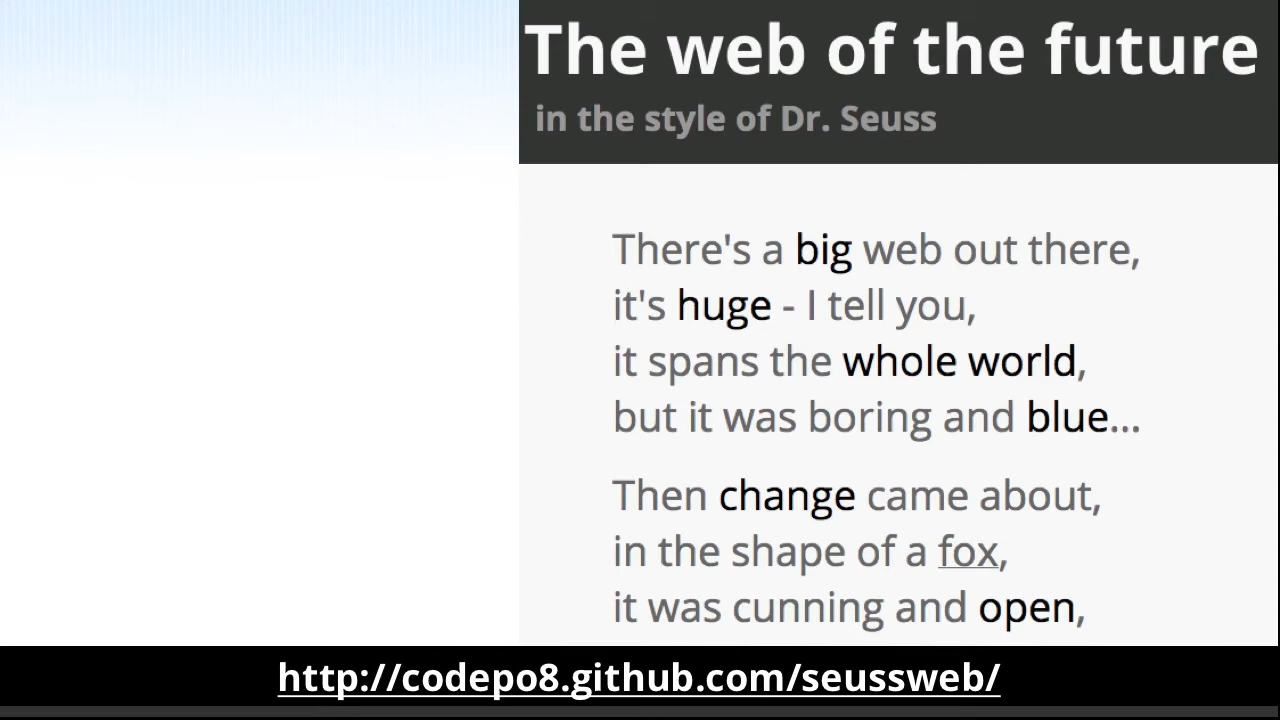 The web of the future
in the style of Dr. Seuss
There's a big web out there,
it's huge - I tell you,
it spans the whole world,
but it was boring and blue...
Then change came about,
in the shape of a fox,
it was cunning and open,
http://codepo8.github.com/seussweb/